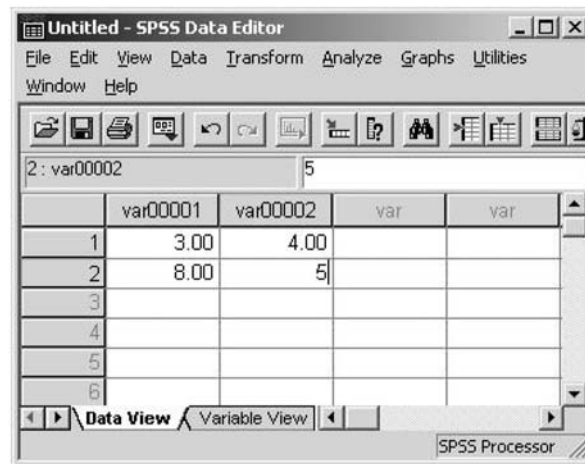 Untitled - SPSS Data Editor
File Edit View Data Transform Analyze Graphs Utilities
Window Help
2 : var00002 5
var00001 var00002 var var
1 3.00 4.00
2 8.00 5
3
4
5
6
Data View Variable View
SPSS Processor